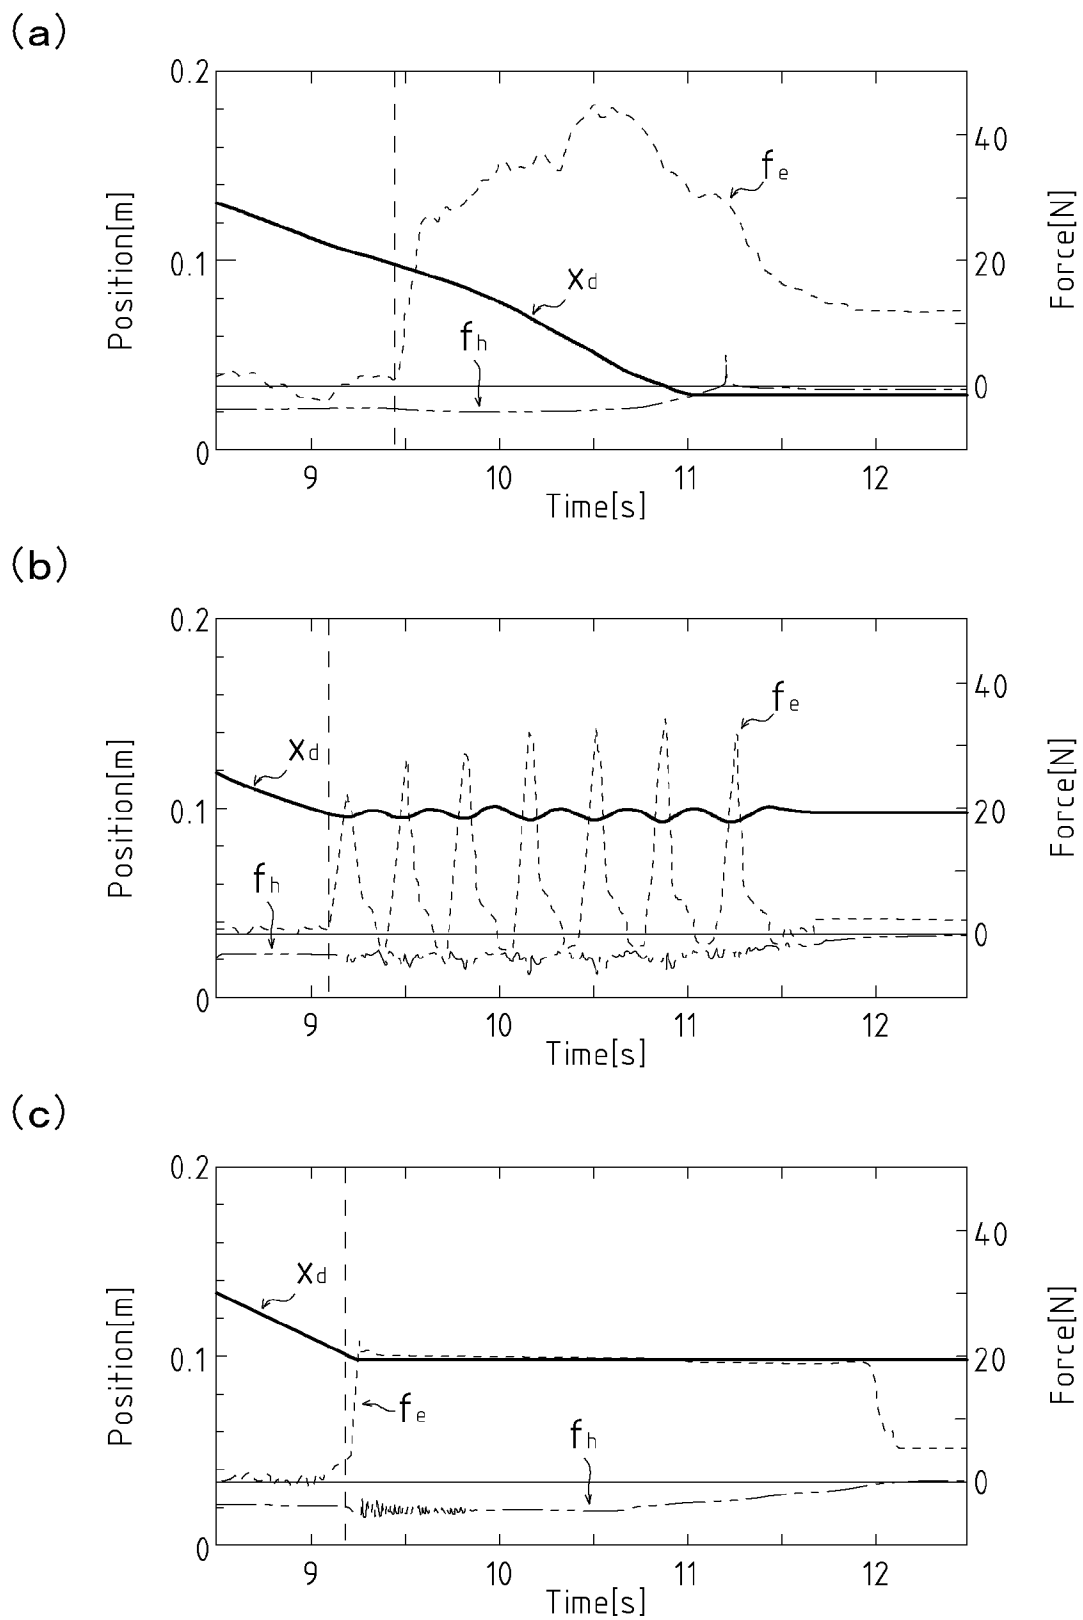 (a)
0.2
0.1
0
Position[m]
40
20
0
Force[N]
fe
xd
fh
9 10 11 12
Time[s]
(b)
0.2
0.1
0
Position[m]
40
20
0
Force[N]
fe
xd
fh
9 10 11 12
Time[s]
(c)
0.2
0.1
0
Position[m]
40
20
0
Force[N]
xd
fe
fh
9 10 11 12
Time[s]